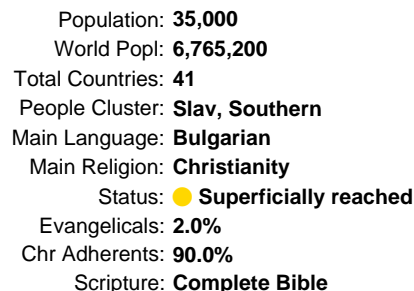 Population: 35,000
World Popl: 6,765,200
Total Countries: 41
People Cluster: Slav, Southern
Main Language: Bulgarian
Main Religion: Christianity
Status: Superficially reached
Evangelicals: 2.0%
Chr Adherents: 90.0%
Scripture: Complete Bible